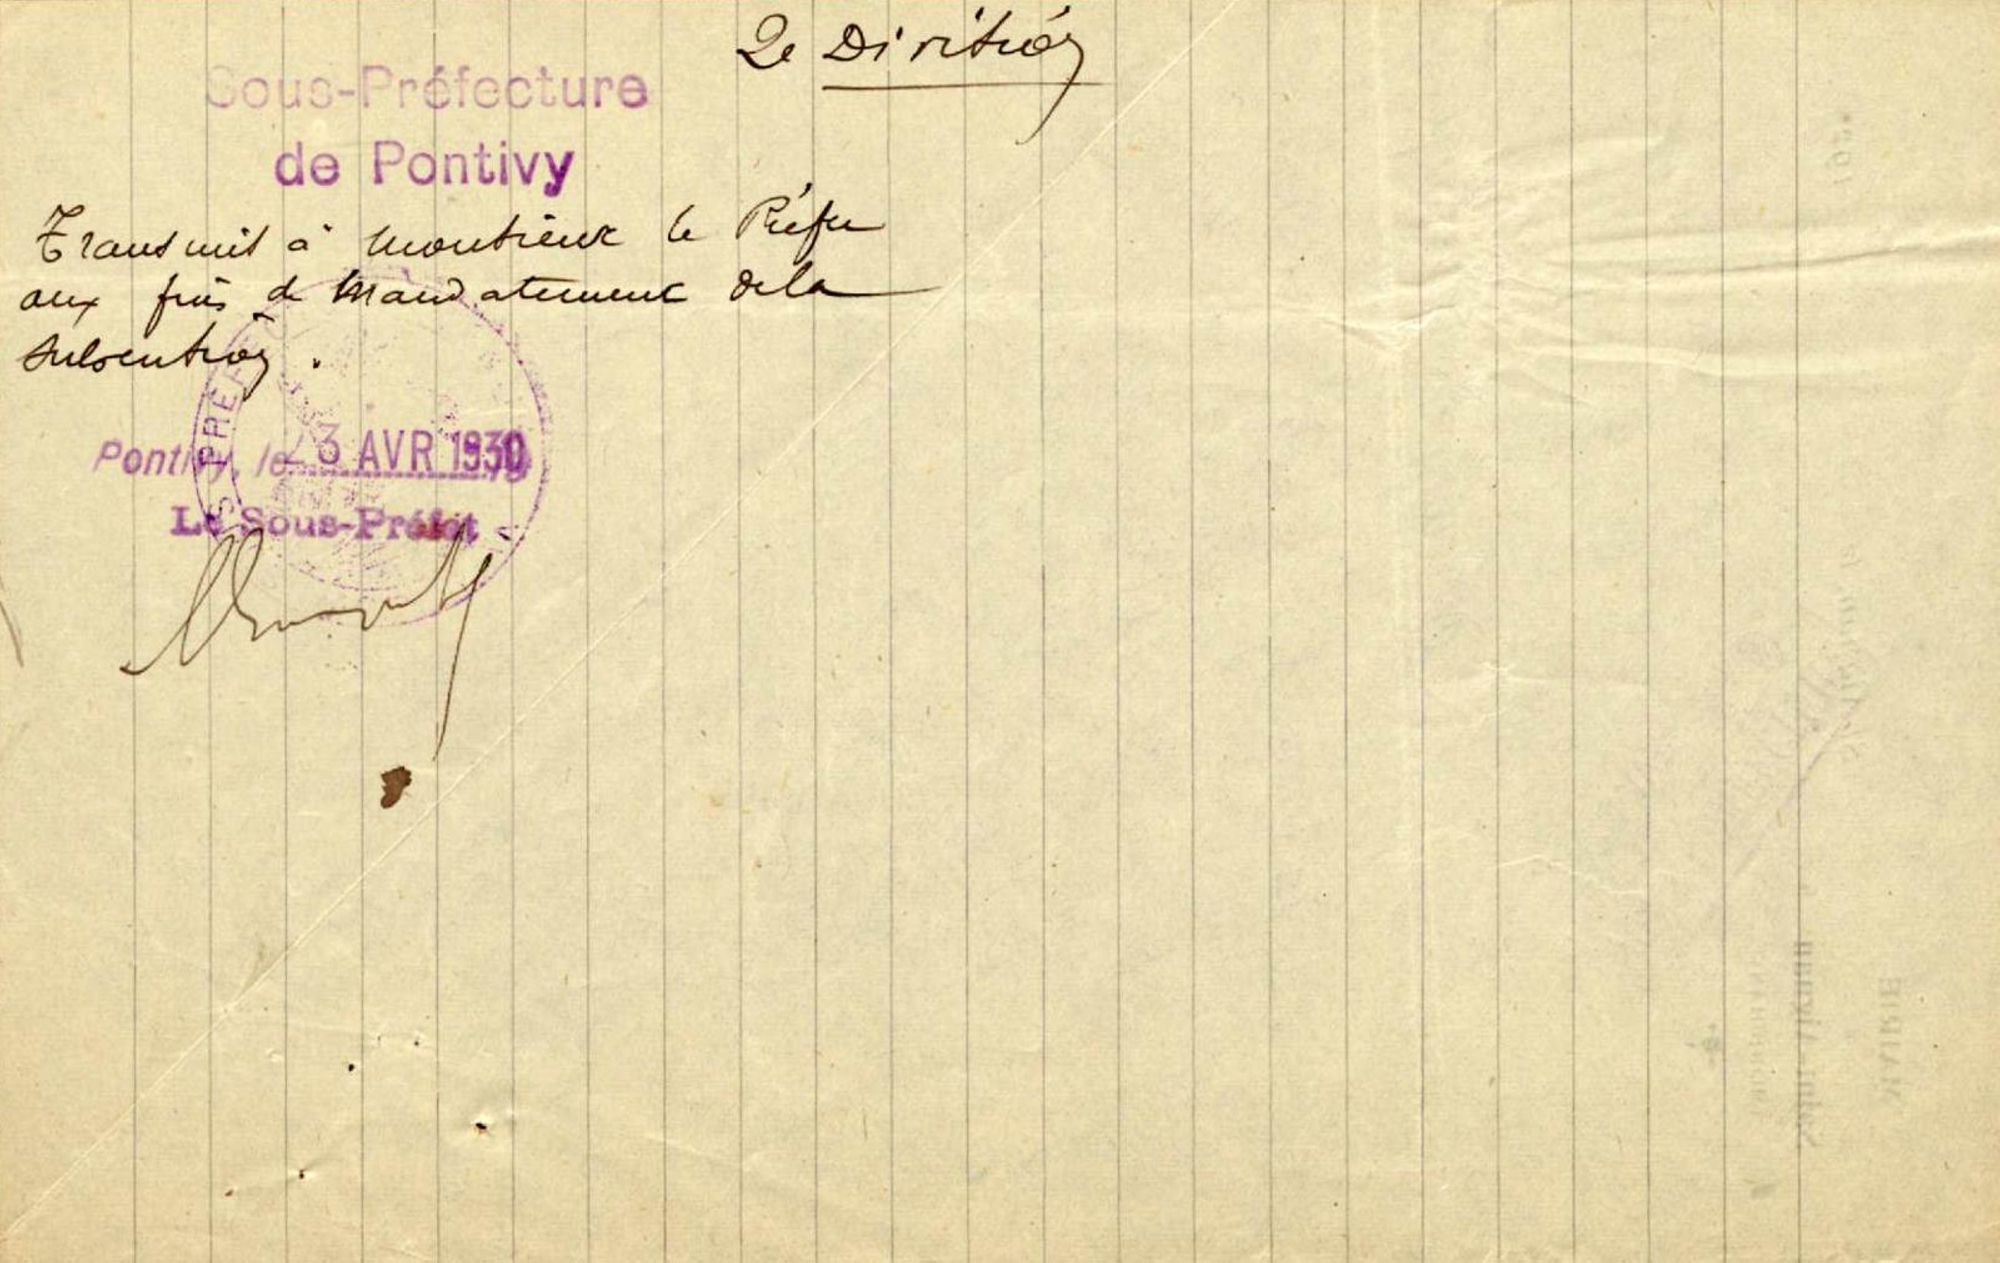 2e Division
Sous-Préfecture
de Pontivy
Transmis à Monsieur le Préfet
aux fins de Mandatement de la
subvention.
Pontivy, le 23 AVR 1930
Le Sous-Préfet
MAIRIE